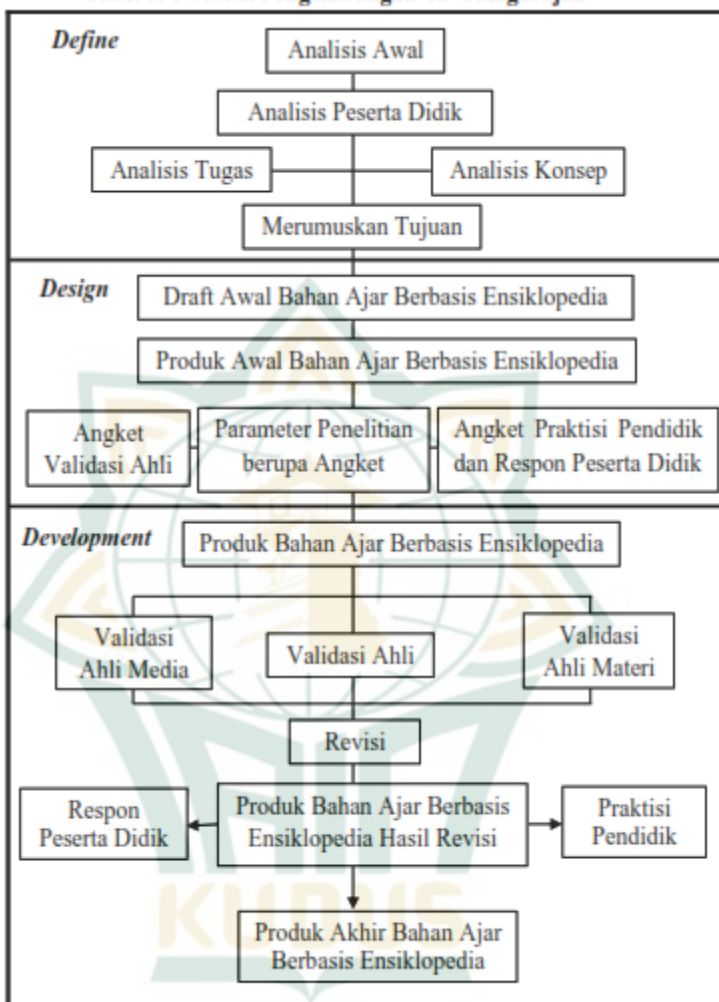 Define
Analisis Awal
Analisis Peserta Didik
Analisis Tugas
Analisis Konsep
Merumuskan Tujuan
Design
Draft Awal Bahan Ajar Berbasis Ensiklopedia
Produk Awal Bahan Ajar Berbasis Ensiklopedia
Angket
Validasi Ahli
Parameter Penelitian
berupa Angket
Angket Praktisi Pendidik
dan Respon Peserta Didik
Development
Produk Bahan Ajar Berbasis Ensiklopedia
Validasi
Ahli Media
Validasi Ahli
Validasi
Ahli Materi
Revisi
Respon
Peserta Didik
Produk Bahan Ajar Berbasis
Ensiklopedia Hasil Revisi
Praktisi
Pendidik
KUDUS
Produk Akhir Bahan Ajar
Berbasis Ensiklopedia